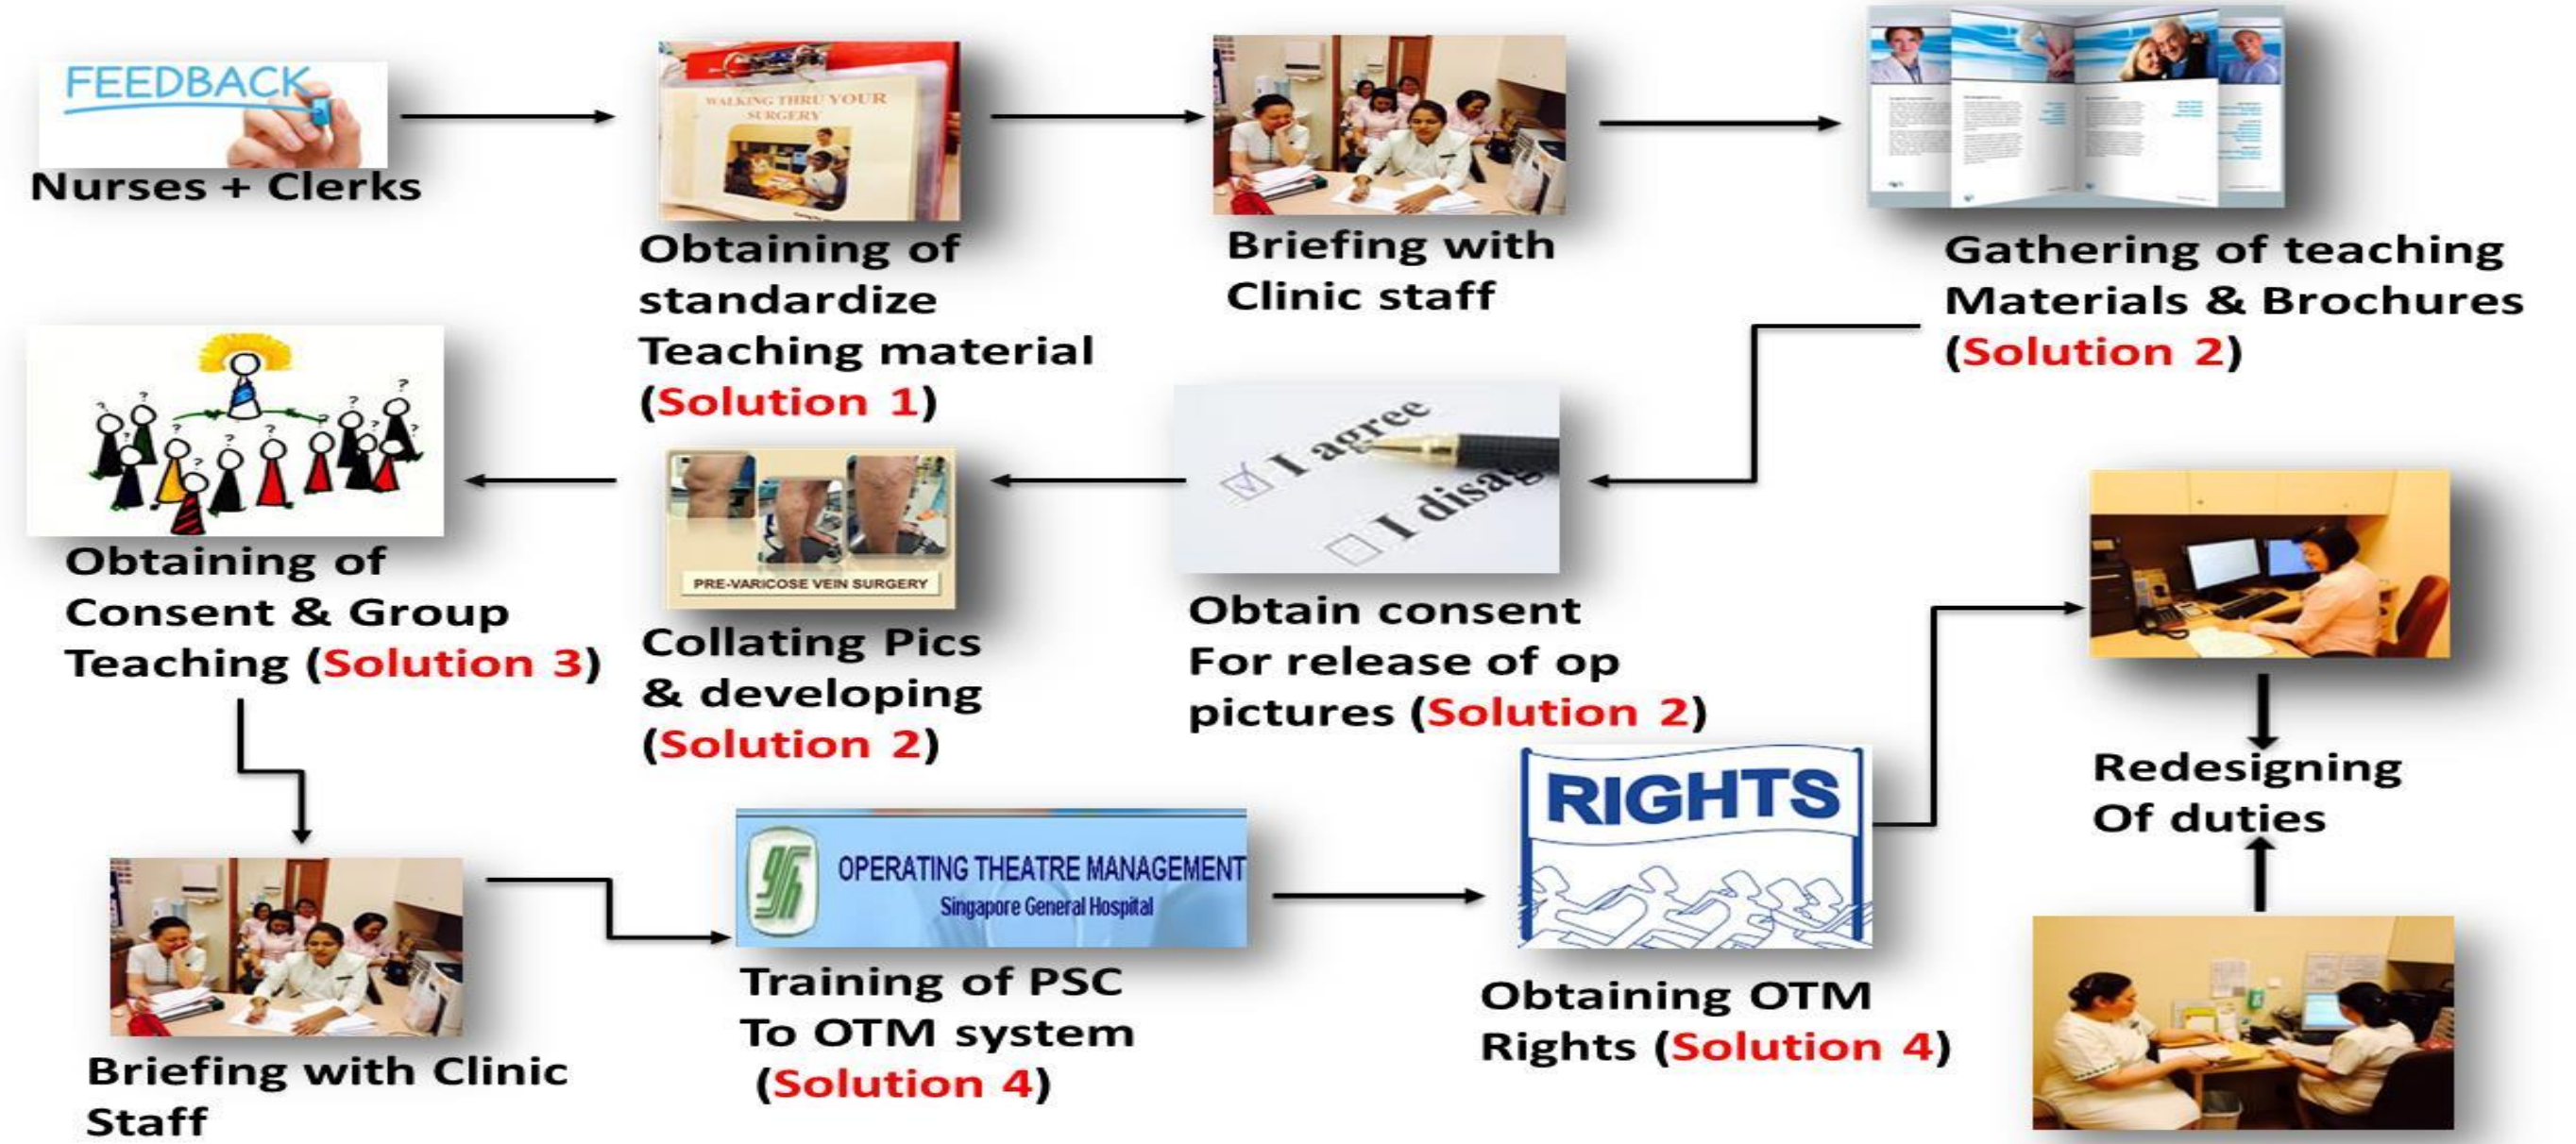 FEEDBACK
Nurses + Clerks
WALKING THRU YOUR
SURGERY
Obtaining of
standardize
Teaching material
(Solution 1)
Briefing with
Clinic staff
Gathering of teaching
Materials & Brochures
(Solution 2)
I agree
I disag
Obtain consent
For release of op
pictures (Solution 2)
PRE-VARICOSE VEIN SURGERY
Collating Pics
& developing
(Solution 2)
? ? ? ? ? ? ? ? ? ?
Obtaining of
Consent & Group
Teaching (Solution 3)
Briefing with Clinic
Staff
OPERATING THEATRE MANAGEMENT
Singapore General Hospital
Training of PSC
To OTM system
(Solution 4)
RIGHTS
Obtaining OTM
Rights (Solution 4)
Redesigning
Of duties